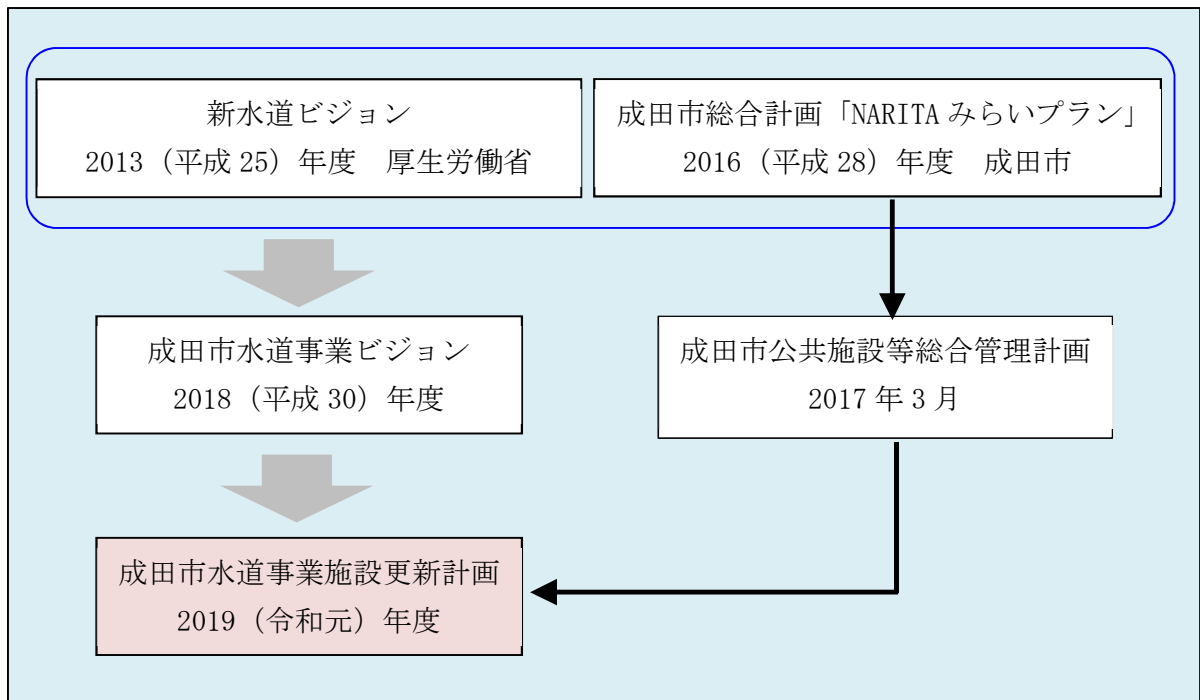 新水道ビジョン
2013（平成 25）年度　厚生労働省
成田市総合計画「NARITA みらいプラン」
2016（平成 28）年度　成田市
成田市水道事業ビジョン
2018（平成 30）年度
成田市公共施設等総合管理計画
2017 年 3 月
成田市水道事業施設更新計画
2019（令和元）年度